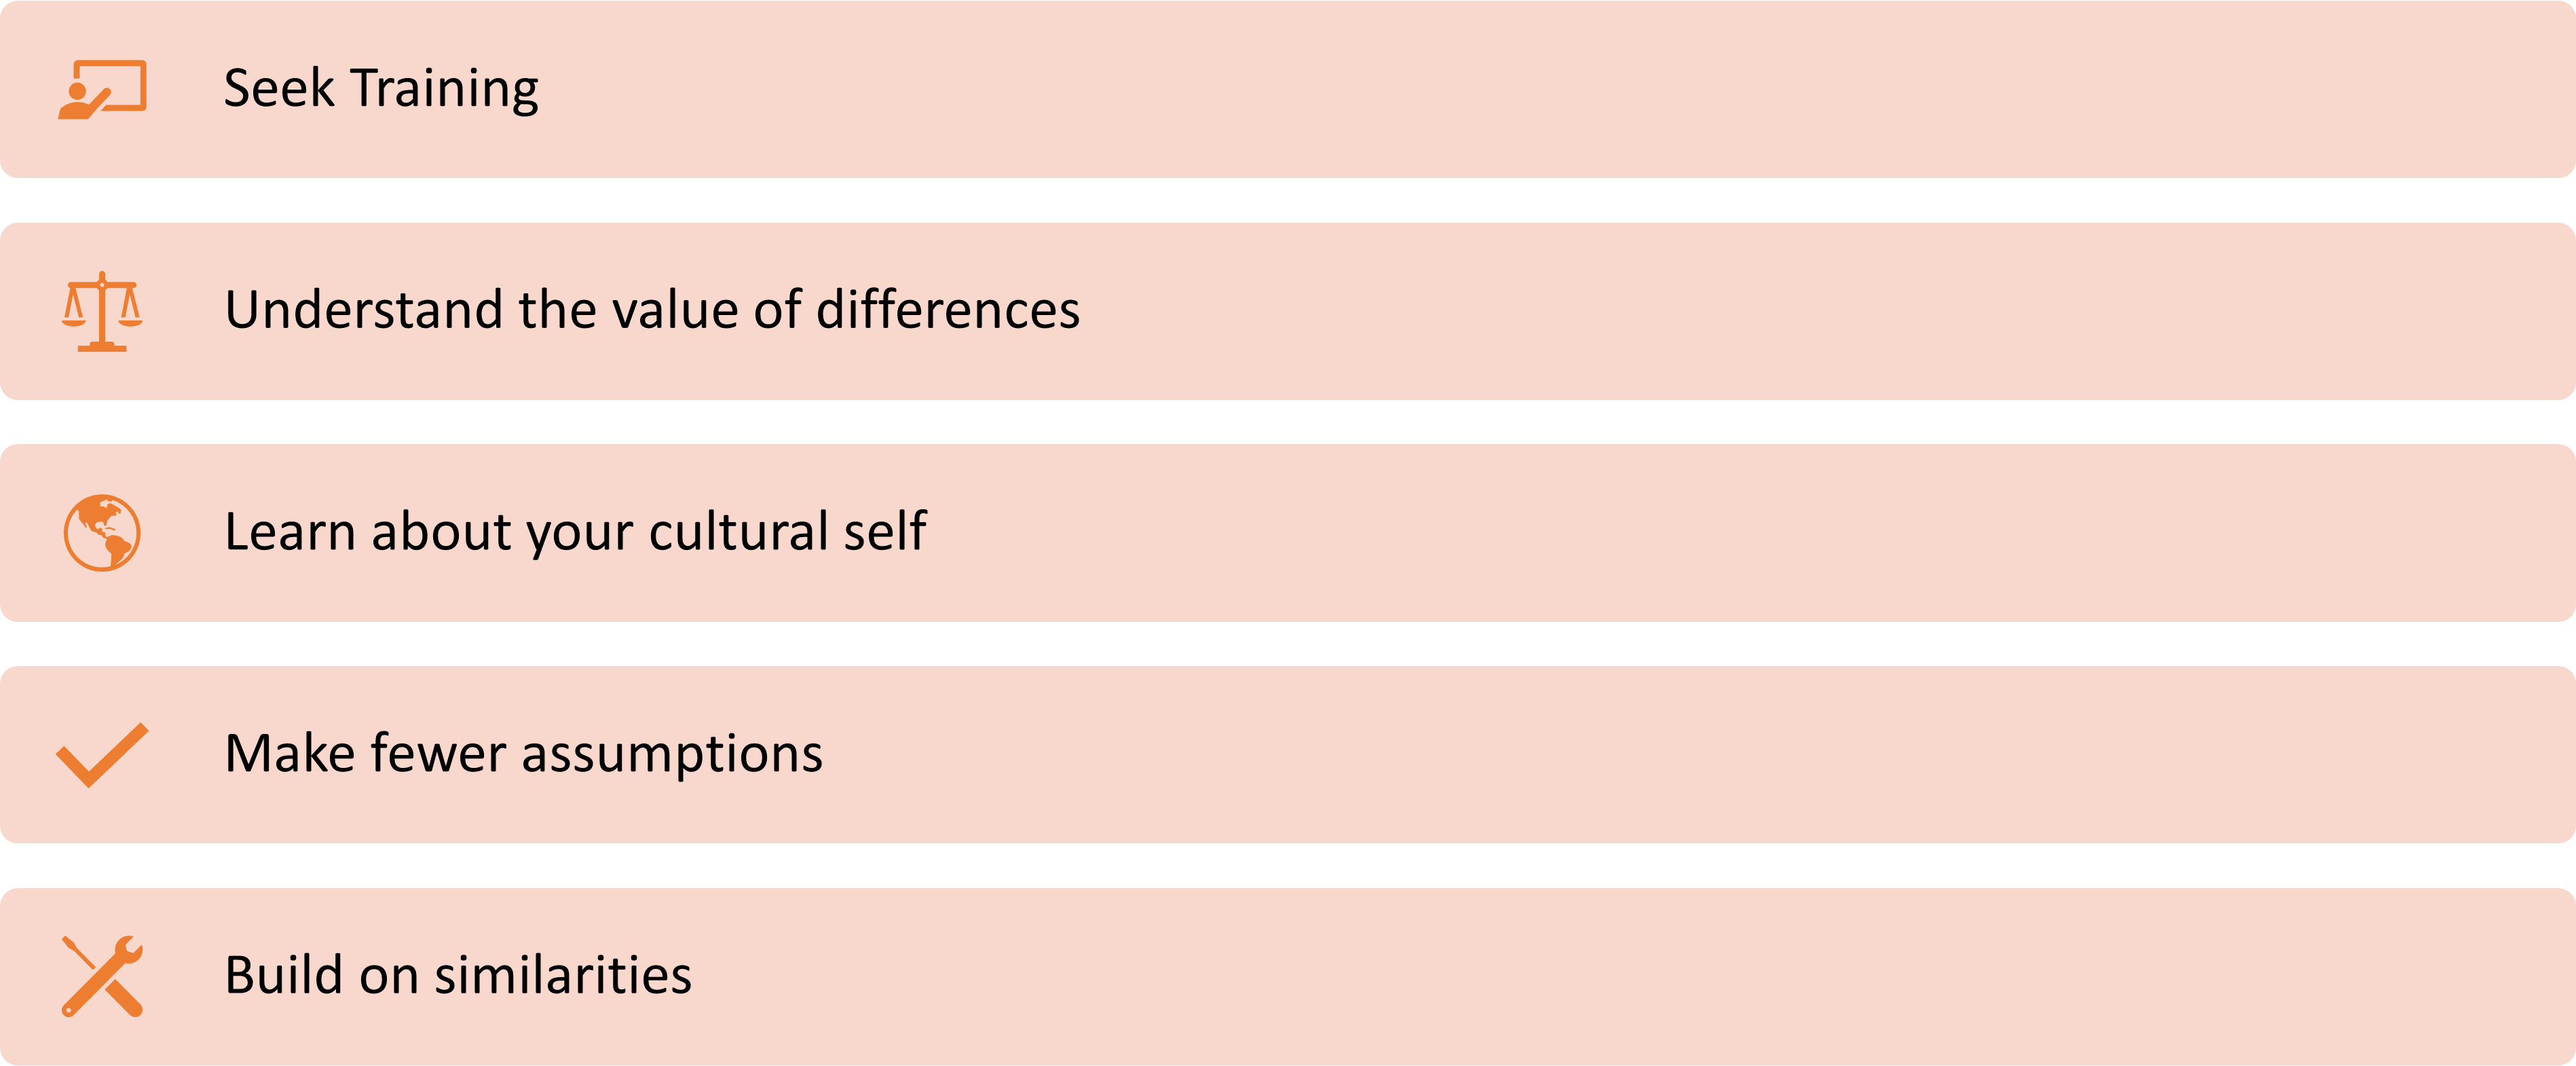 Seek Training
Understand the value of differences
Learn about your cultural self
Make fewer assumptions
Build on similarities